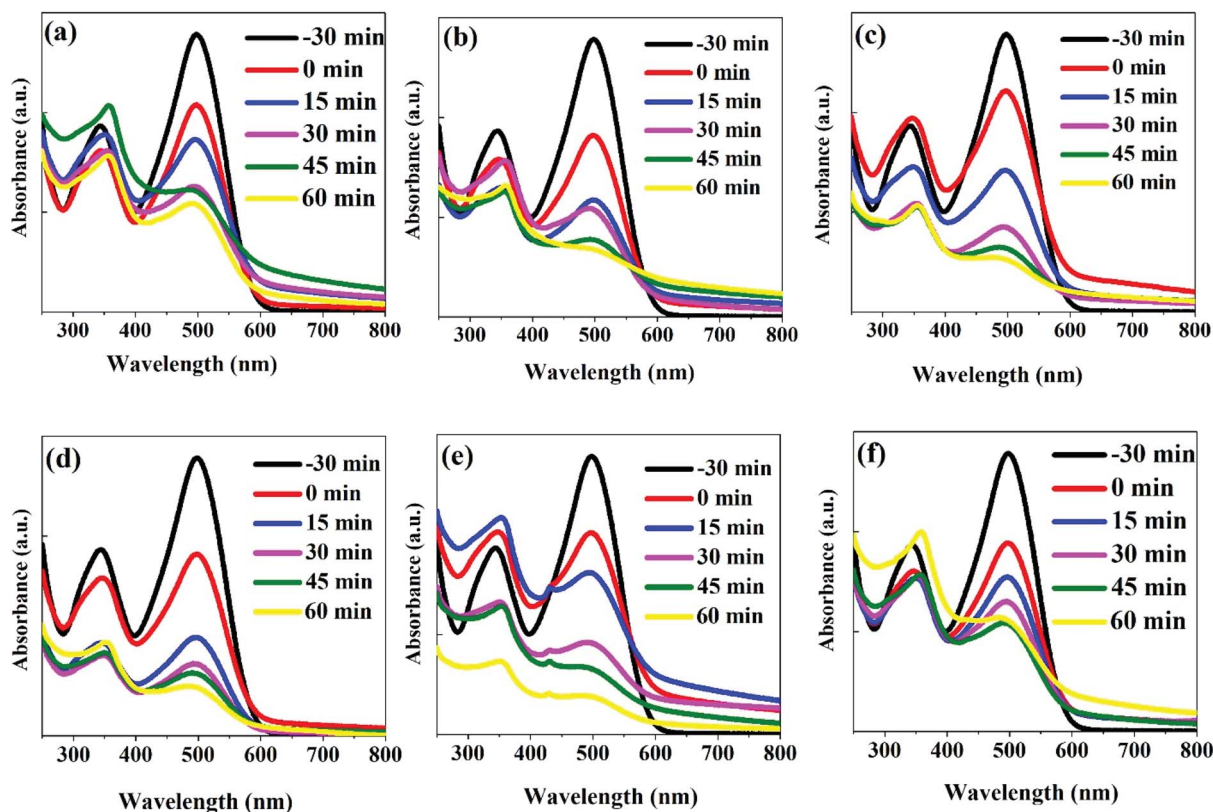 (a)
-30 min
0 min
15 min
30 min
45 min
60 min
Absorbance (a.u.)
300 400 500 600 700 800
Wavelength (nm)
(b)
-30 min
0 min
15 min
30 min
45 min
60 min
Absorbance (a.u.)
300 400 500 600 700 800
Wavelength (nm)
(c)
-30 min
0 min
15 min
30 min
45 min
60 min
Absorbance (a.u.)
300 400 500 600 700 800
Wavelength (nm)
(d)
-30 min
0 min
15 min
30 min
45 min
60 min
Absorbance (a.u.)
300 400 500 600 700 800
Wavelength (nm)
(e)
-30 min
0 min
15 min
30 min
45 min
60 min
Absorbance (a.u.)
300 400 500 600 700 800
Wavelength (nm)
(f)
-30 min
0 min
15 min
30 min
45 min
60 min
Absorbance (a.u.)
300 400 500 600 700 800
Wavelength (nm)